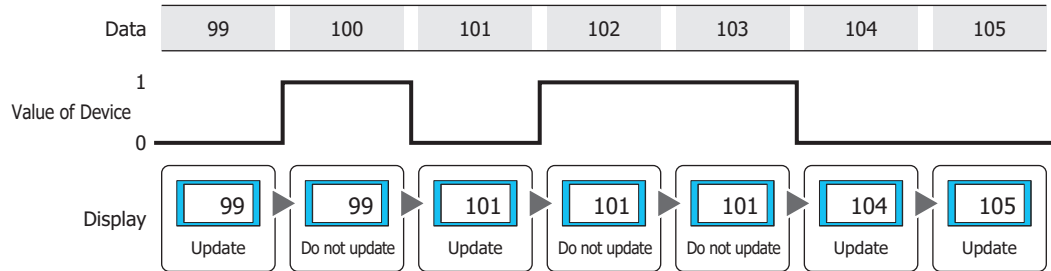 Data 99 100 101 102 103 104 105
1
Value of Device
0
Display 99 99 101 101 101 104 105
Update Do not update Update Do not update Do not update Update Update